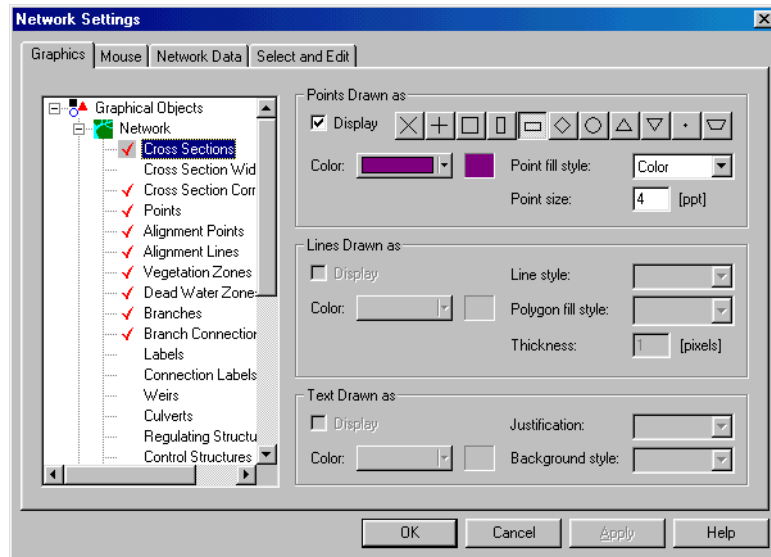 Network Settings
Graphics Mouse Network Data Select and Edit
Graphical Objects
Network
Cross Sections
Cross Section Wid
Cross Section Corr
Points
Alignment Points
Alignment Lines
Vegetation Zones
Dead Water Zone
Branches
Branch Connection
Labels
Connection Labels
Weirs
Culverts
Regulating Structu
Control Structures
Points Drawn as
Display
Color: Point fill style: Color
Point size: 4 [ppt]
Lines Drawn as
Display Line style:
Color: Polygon fill style:
Thickness: 1 [pixels]
Text Drawn as
Display Justification:
Color: Background style:
OK Cancel Apply Help